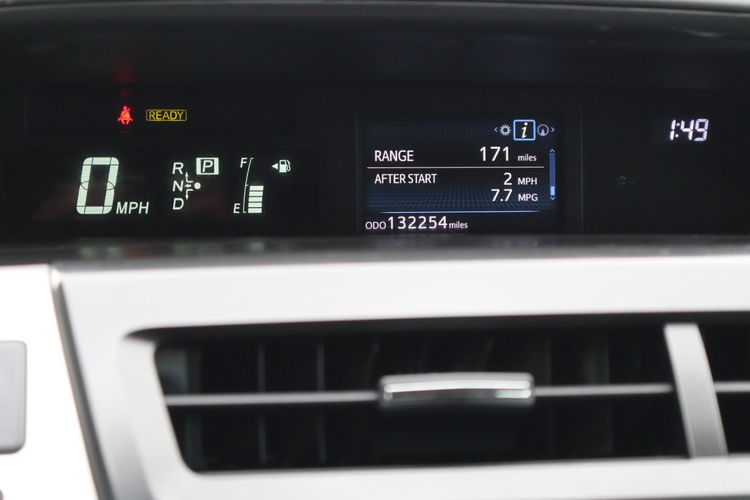 READY
0 MPH
R P
N
D
F
E
i
RANGE 171 miles
AFTER START 2 MPH
7.7 MPG
ODO 132254 miles
1:49